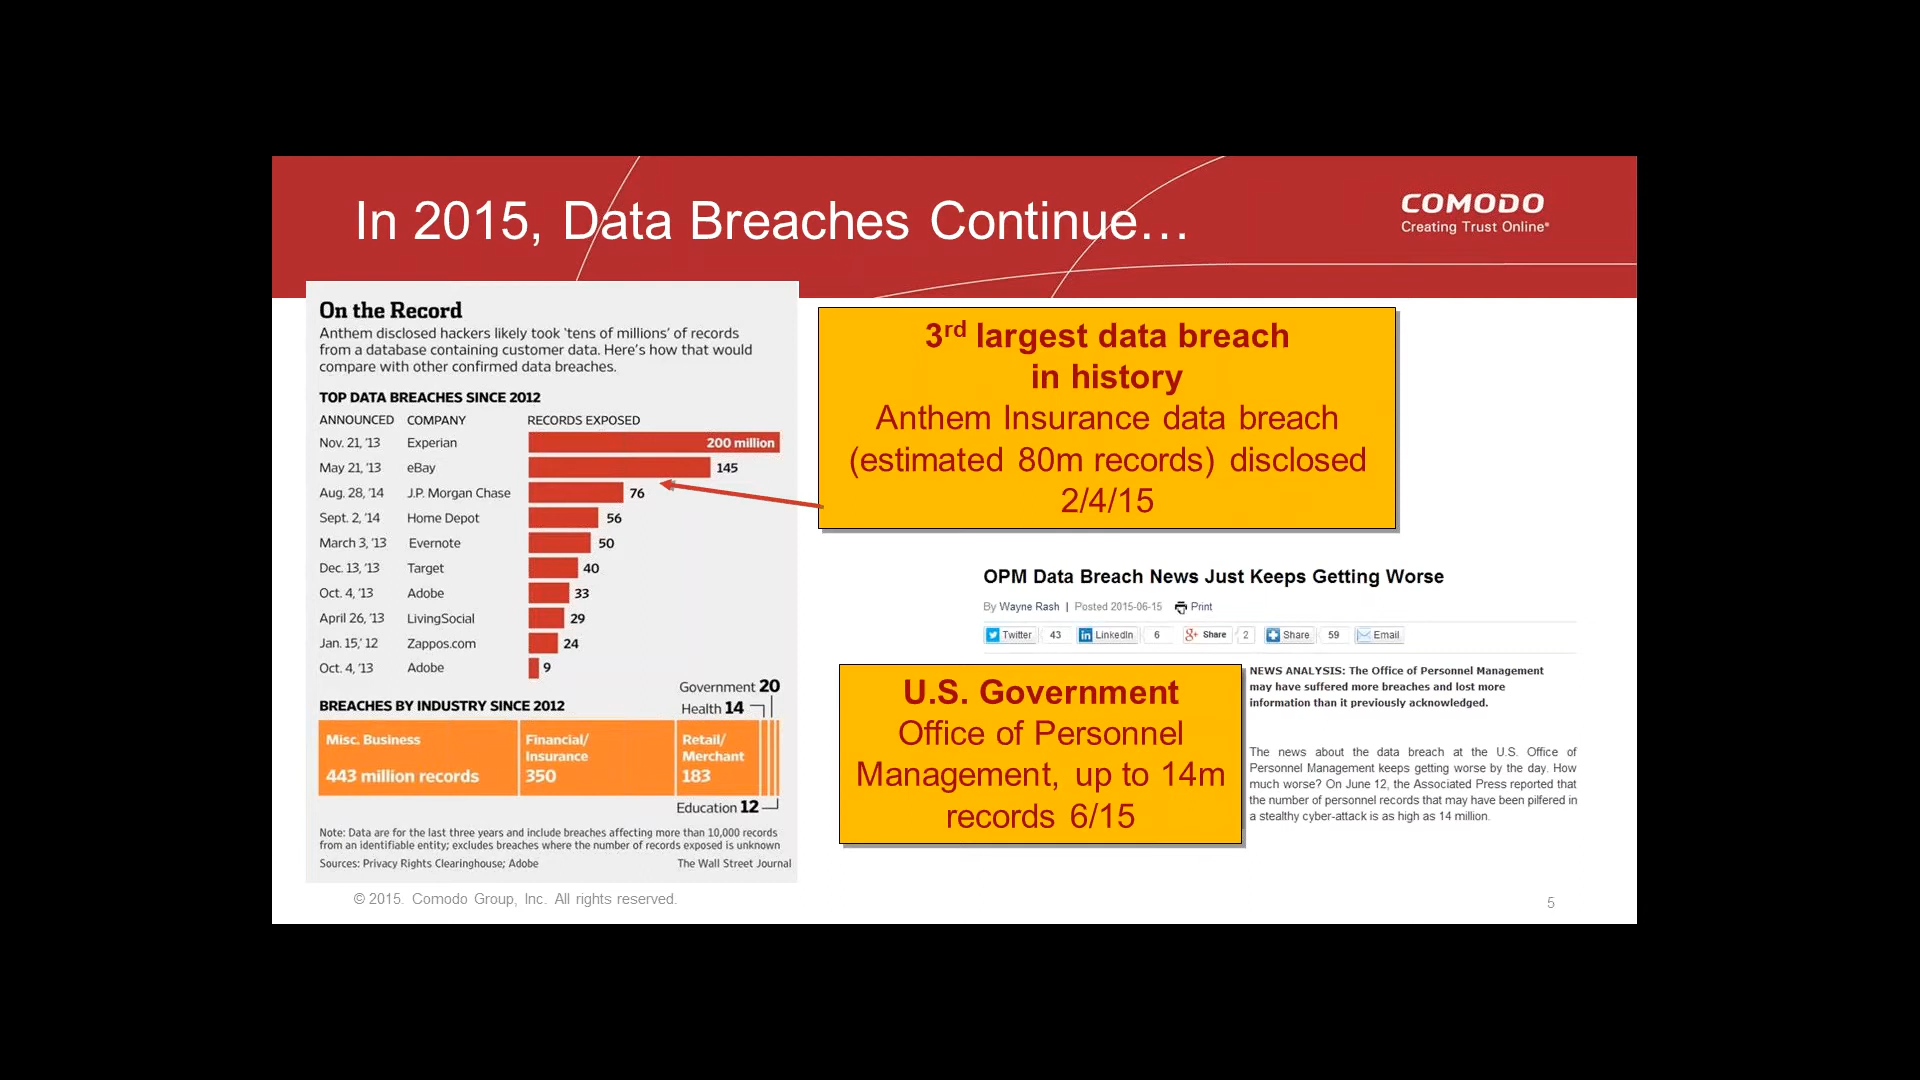 In 2015, Data Breaches Continue…
COMODO
Creating Trust Online®
On the Record
Anthem disclosed hackers likely took 'tens of millions' of records
from a database containing customer data. Here's how that would
compare with other confirmed data breaches.
TOP DATA BREACHES SINCE 2012
ANNOUNCED COMPANY RECORDS EXPOSED
Nov. 21, '13 Experian 200 million
May 21, '13 eBay 145
Aug. 28, '14 J.P. Morgan Chase 76
Sept. 2, '14 Home Depot 56
March 3, '13 Evernote 50
Dec. 13, '13 Target 40
Oct. 4, '13 Adobe 33
April 26, '13 LivingSocial 29
Jan. 15,' 12 Zappos.com 24
Oct. 4, '13 Adobe 9
BREACHES BY INDUSTRY SINCE 2012
Government 20
Health 14
Misc. Business
443 million records
Financial/
Insurance
350
Retail/
Merchant
183
Education 12
Note: Data are for the last three years and include breaches affecting more than 10,000 records
from an identifiable entity; excludes breaches where the number of records exposed is unknown
Sources: Privacy Rights Clearinghouse; Adobe The Wall Street Journal
3rd largest data breach
in history
Anthem Insurance data breach
(estimated 80m records) disclosed
2/4/15
OPM Data Breach News Just Keeps Getting Worse
By Wayne Rash | Posted 2015-06-15 Print
Twitter 43 LinkedIn 6 Share 2 Share 59 Email
U.S. Government
Office of Personnel
Management, up to 14m
records 6/15
NEWS ANALYSIS: The Office of Personnel Management
may have suffered more breaches and lost more
information than it previously acknowledged.
The news about the data breach at the U.S. Office of
Personnel Management keeps getting worse by the day. How
much worse? On June 12, the Associated Press reported that
the number of personnel records that may have been pilfered in
a stealthy cyber-attack is as high as 14 million.
© 2015. Comodo Group, Inc. All rights reserved.
5